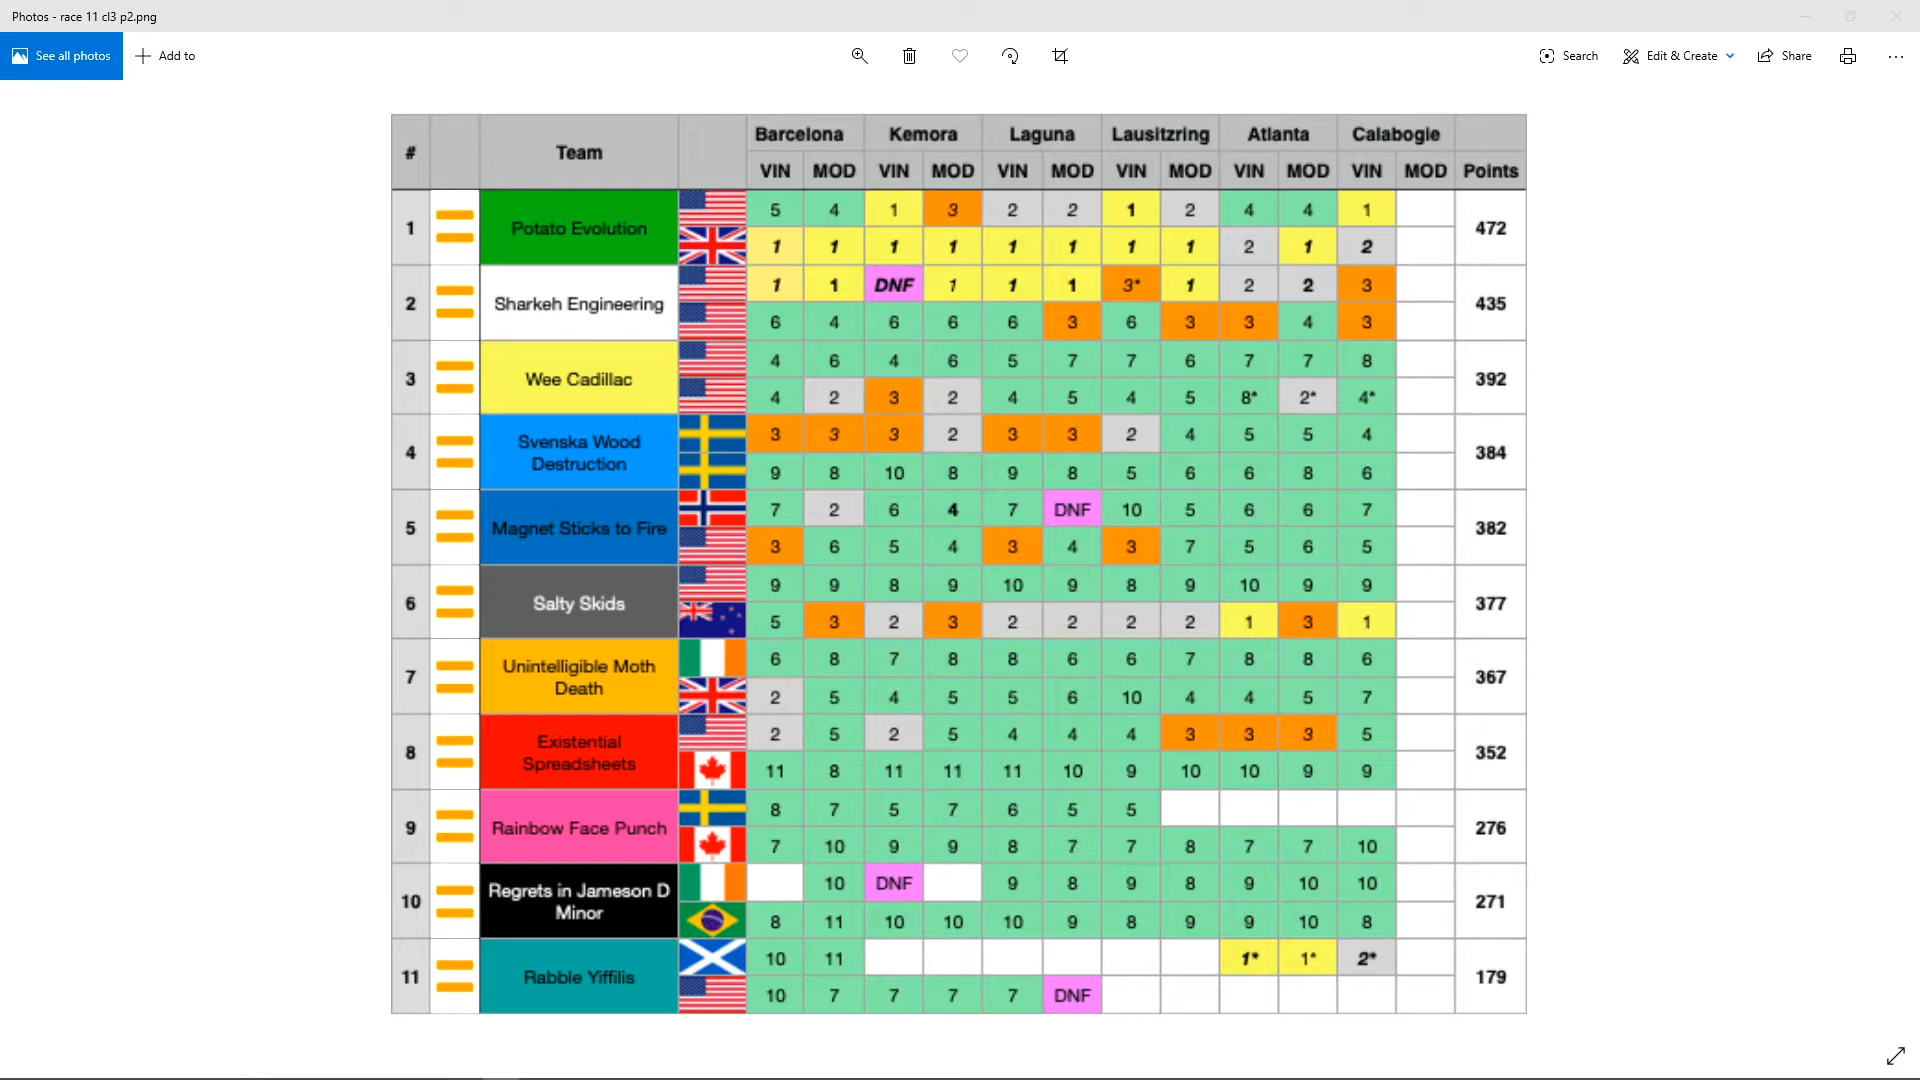 Photos - race 11 cl3 p2.png
See all photos Add to Search Edit & Create Share
# Team Barcelona Kemora Laguna Lausitzring Atlanta Calabogie
VIN MOD VIN MOD VIN MOD VIN MOD VIN MOD VIN MOD Points
1 Potato Evolution 472
5 4 1 3 2 2 1 2 4 4 1
1 1 1 1 1 1 1 1 2 1 2
2 Sharkeh Engineering 435
1 1 DNF 1 1 1 3* 1 2 2 3
6 4 6 6 6 3 6 3 3 4 3
3 Wee Cadillac 392
4 6 4 6 5 7 7 6 7 7 8
4 2 3 2 4 5 4 5 8* 2* 4*
4 Svenska Wood
Destruction 384
3 3 3 2 3 3 2 4 5 5 4
9 8 10 8 9 8 5 6 6 8 6
5 Magnet Sticks to Fire 382
7 2 6 4 7 DNF 10 5 6 6 7
3 6 5 4 3 4 3 7 5 6 5
6 Salty Skids 377
9 9 8 9 10 9 8 9 10 9 9
5 3 2 3 2 2 2 2 1 3 1
7 Unintelligible Moth
Death 367
6 8 7 8 8 6 6 7 8 8 6
2 5 4 5 5 6 10 4 4 5 7
8 Existential
Spreadsheets 352
2 5 2 5 4 4 4 3 3 3 5
11 8 11 11 11 10 9 10 10 9 9
9 Rainbow Face Punch 276
8 7 5 7 6 5 5
7 10 9 9 8 7 7 8 7 7 10
10 Regrets in Jameson D
Minor 271
10 DNF 9 8 9 8 9 10 10
8 11 10 10 10 9 8 9 9 10 8
11 Rabble Yiffilis 179
10 11 1* 1* 2*
10 7 7 7 7 DNF